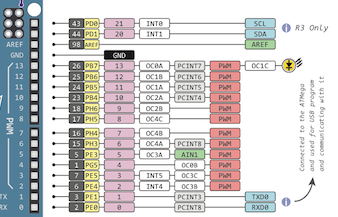 43 PD0 21 INT0 SCL
44 PD1 20 INT1 SDA
98 AREF AREF
R3 Only
AREF
GND GND
13 26 PB7 13 OC0A PCINT7 PWM OC1C
12 25 PB6 12 OC1B PCINT6 PWM
11 24 PB5 11 OC1A PCINT5 PWM
10 23 PB4 10 OC2A PCINT4 PWM
9 18 PH6 9 OC2B PWM
8 17 PH5 8 OC4C PWM
7 16 PH4 7 OC4B PWM
6 15 PH3 6 OC4A PCINT8 PWM
5 5 PE3 5 OC3A AIN1 PWM
4 1 PG5 4 OC0B PWM
3 7 PE5 3 INT5 OC3C PWM
2 6 PE4 2 INT4 OC3B PWM
TX 1 3 PE1 1 PCINT3 TXD0
RX 0 2 PE0 0 PCINT8 RXD0
PWM
Connected to the ATMega
and used for USB program
and communicating with it